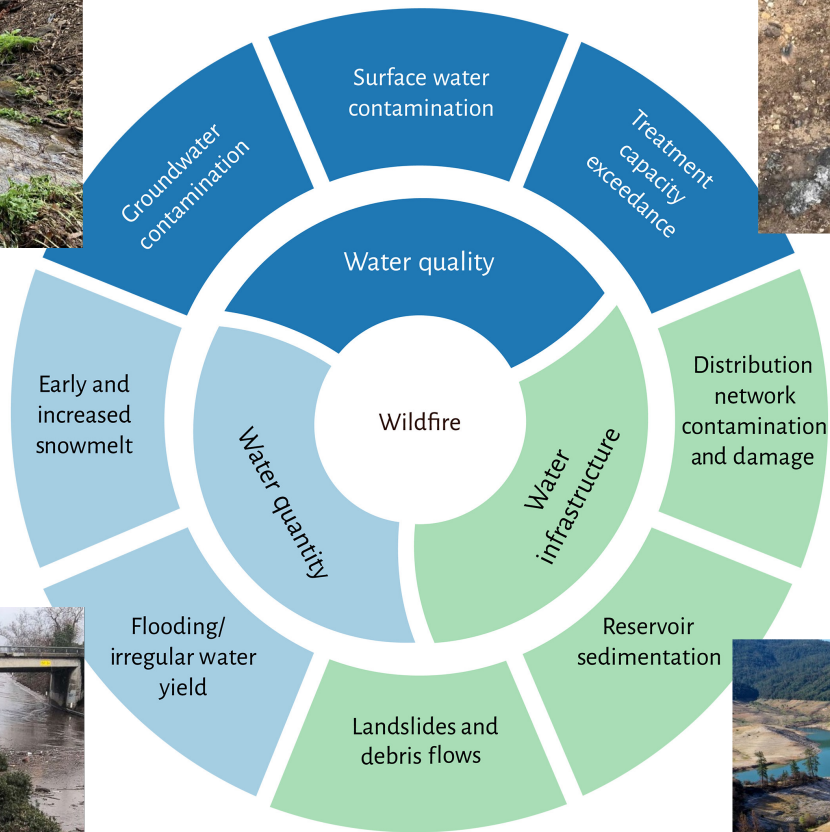 Surface water
contamination
Treatment
capacity
exceedance
Groundwater
contamination
Water quality
Distribution
network
contamination
and damage
Early and
increased
snowmelt
Wildfire
Water quantity
Water
infrastructure
Flooding/
irregular water
yield
Reservoir
sedimentation
Landslides and
debris flows